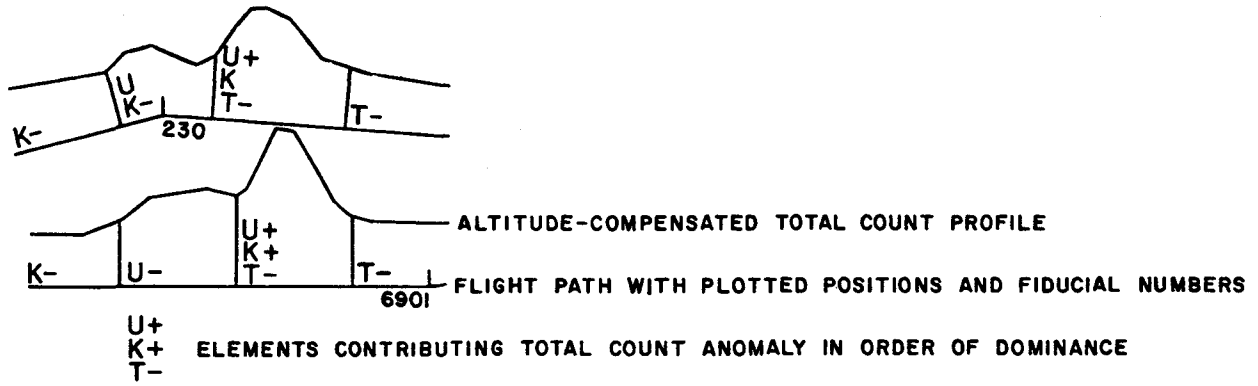 U
K-
K-
230
U+
K
T-
T-
ALTITUDE-COMPENSATED TOTAL COUNT PROFILE
K-
U-
U+
K+
T-
T-
6901
FLIGHT PATH WITH PLOTTED POSITIONS AND FIDUCIAL NUMBERS
U+
K+
T-
ELEMENTS CONTRIBUTING TOTAL COUNT ANOMALY IN ORDER OF DOMINANCE